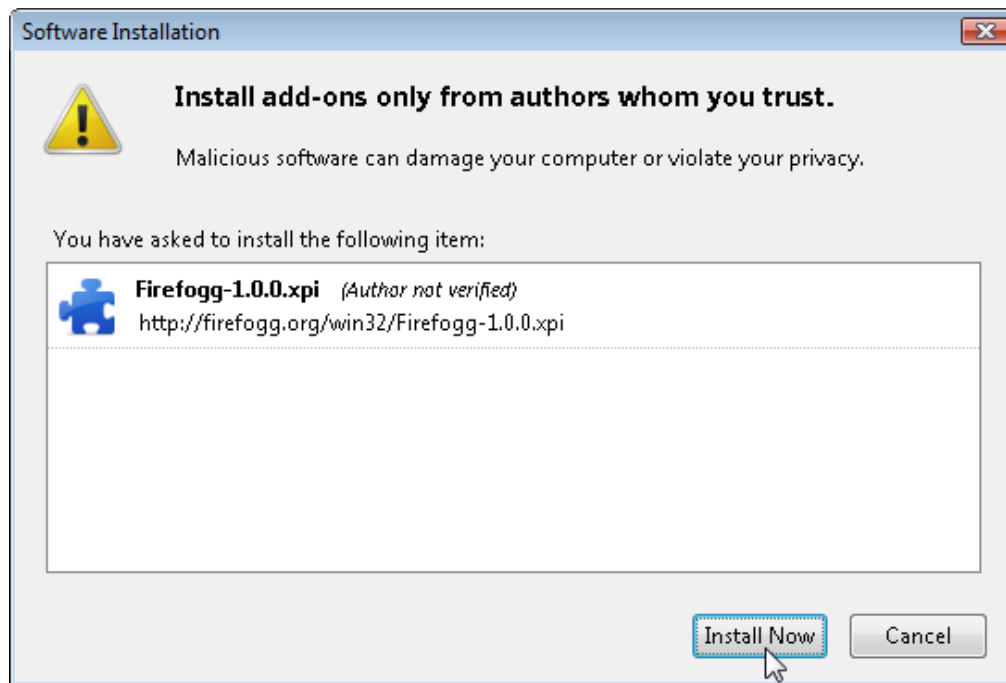 Software Installation
Install add-ons only from authors whom you trust.
Malicious software can damage your computer or violate your privacy.
You have asked to install the following item:
Firefogg-1.0.0.xpi (Author not verified)
http://firefogg.org/win32/Firefogg-1.0.0.xpi
Install Now Cancel